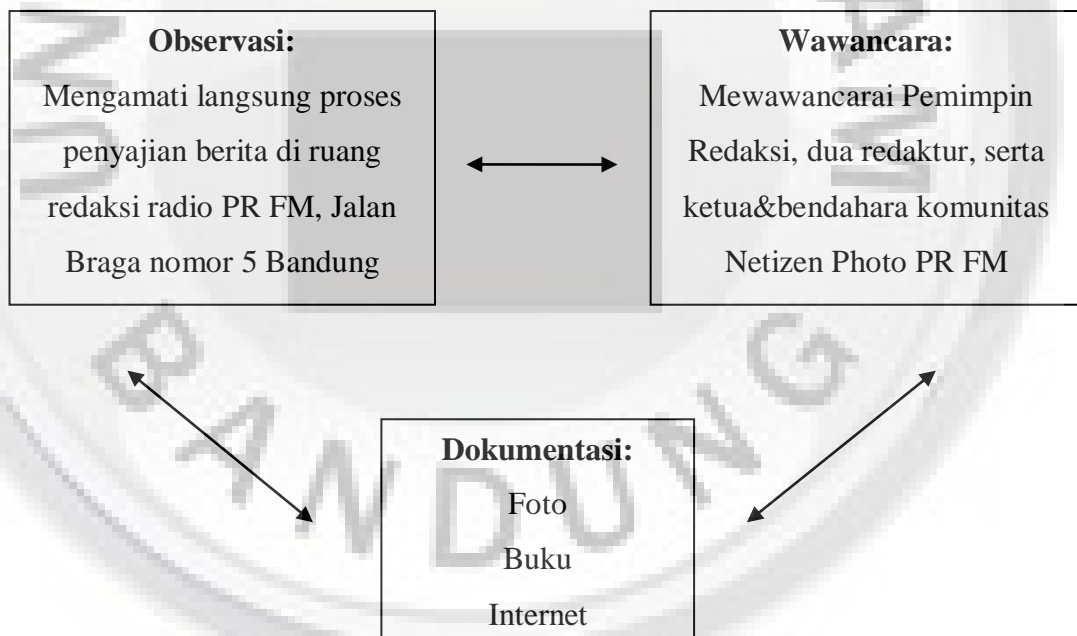 Observasi:
Mengamati langsung proses
penyajian berita di ruang
redaksi radio PR FM, Jalan
Braga nomor 5 Bandung
Wawancara:
Mewawancarai Pemimpin
Redaksi, dua redaktur, serta
ketua&bendahara komunitas
Netizen Photo PR FM
Dokumentasi:
Foto
Buku
Internet
BANDUNG